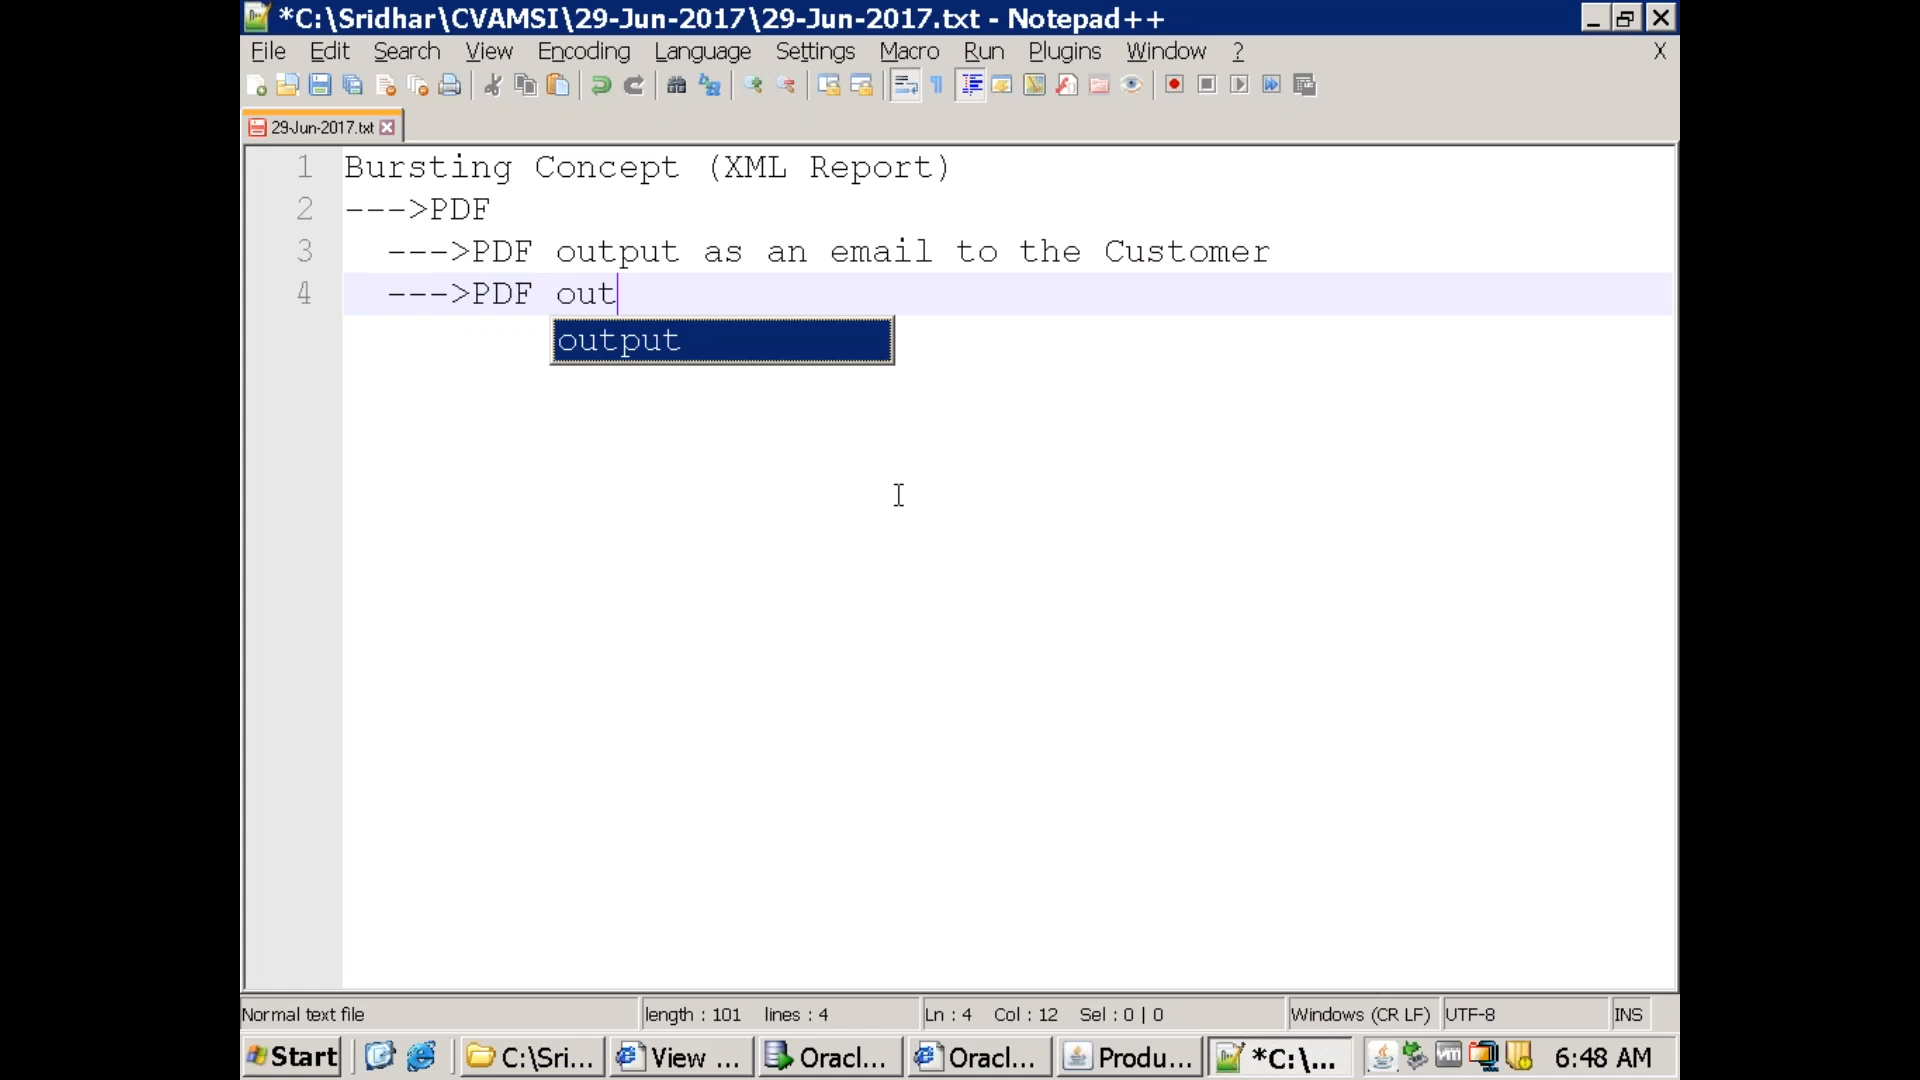 *C:\Sridhar\CVAMSI\29-Jun-2017\29-Jun-2017.txt - Notepad++
File Edit Search View Encoding Language Settings Macro Run Plugins Window ? X
29-Jun-2017.txt
1 Bursting Concept (XML Report)
2 --->PDF
3 --->PDF output as an email to the Customer
4 --->PDF out
output
Normal text file length : 101 lines : 4 Ln : 4 Col : 12 Sel : 0 | 0 Windows (CR LF) UTF-8 INS
Start C:\Sri... View ... Oracl... Oracl... Produ... *C:\... 6:48 AM